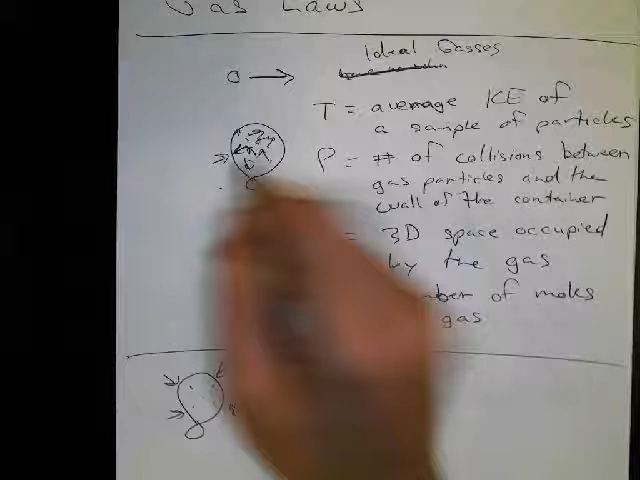 Gas Laws
Ideal Gasses
T = average KE of
a sample of particles
P = # of collisions between
gas particles and the
wall of the container
= 3D space occupied
by the gas
mber of moles
gas